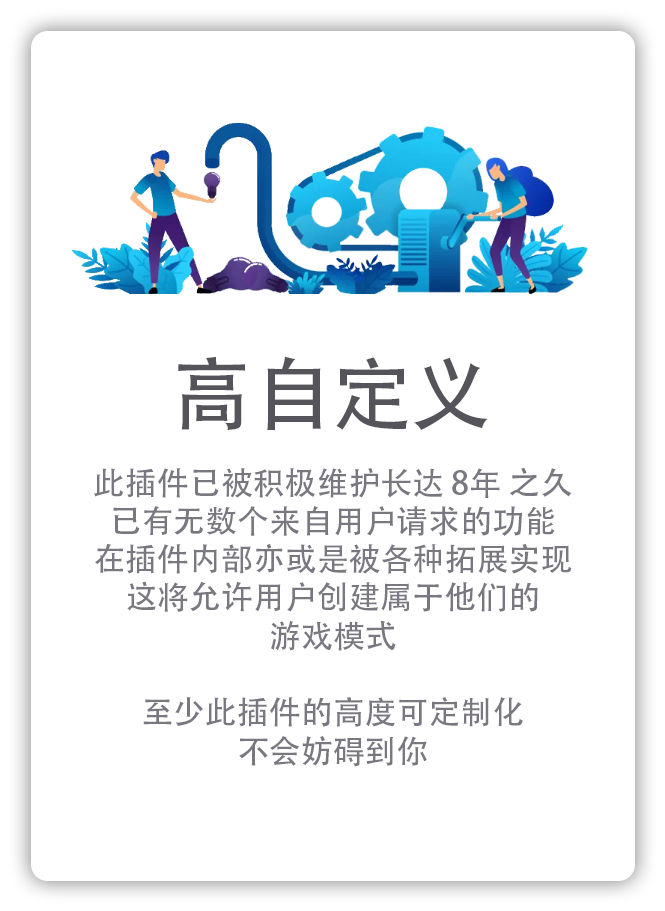 高自定义
此插件已被积极维护长达 8年 之久
已有无数个来自用户请求的功能
在插件内部亦或是被各种拓展实现
这将允许用户创建属于他们的
游戏模式
至少此插件的高度可定制化
不会妨碍到你